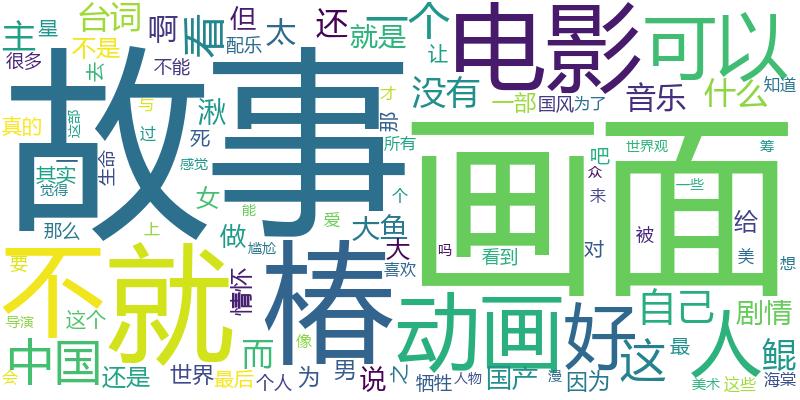 主 星 台词 啊 看 但 太 还 一个 电影 可以
很多 不是 去 不能 配乐 就是 让 没有 一部 国风 为了 音乐 什么 知道
故事 画面
真的 这部 写 过 湫 死 才 那 所有
一 生命 感觉 吧 世界观 筹
其实 觉得 女 爱 个 众 一些
那么 上 能 做 尴尬 大鱼 大 吗 看到 来 对 被 给 美 想
不 就 椿 喜欢
要 情怀 动画 好 自己 剧情
导演 这个 像 人
中国 还是 而 世界 最后 个人 为 男 说 之 国产 漫 因为 这 最 鲲
会 牺牲 人物 美术 这些 海棠